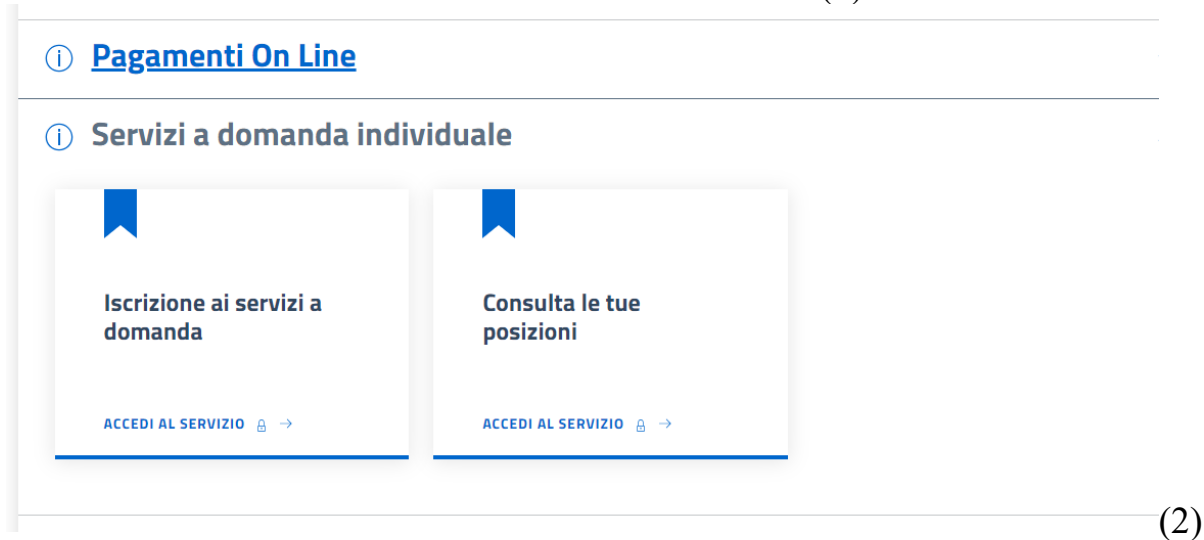 Pagamenti On Line
Servizi a domanda individuale
Iscrizione ai servizi a
domanda
Consulta le tue
posizioni
ACCEDI AL SERVIZIO
ACCEDI AL SERVIZIO
(2)